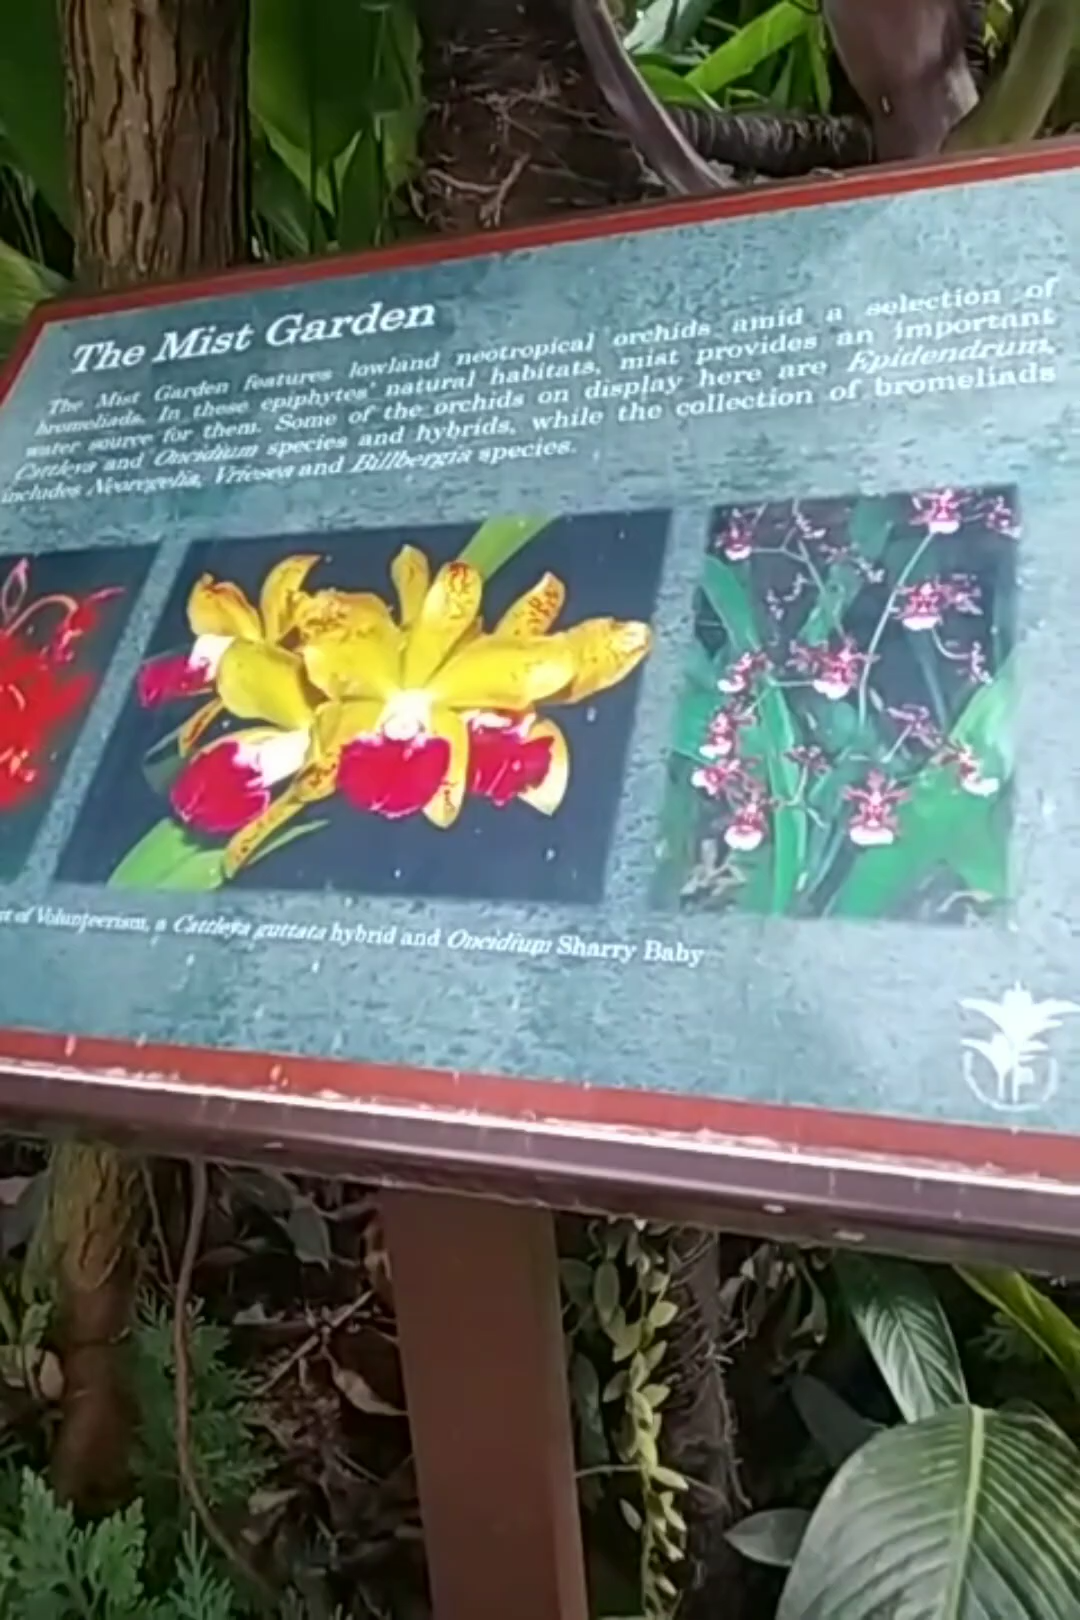 The Mist Garden
The Mist Garden features lowland neotropical orchids amid a selection of
bromeliads. In these epiphytes' natural habitats, mist provides an important
water source for them. Some of the orchids on display here are Epidendrum,
Cattleya and Oncidium species and hybrids, while the collection of bromeliads
includes Neoregelia, Vriesea and Billbergia species.
of Volunteerism, a Cattleya guttata hybrid and Oncidium Sharry Baby